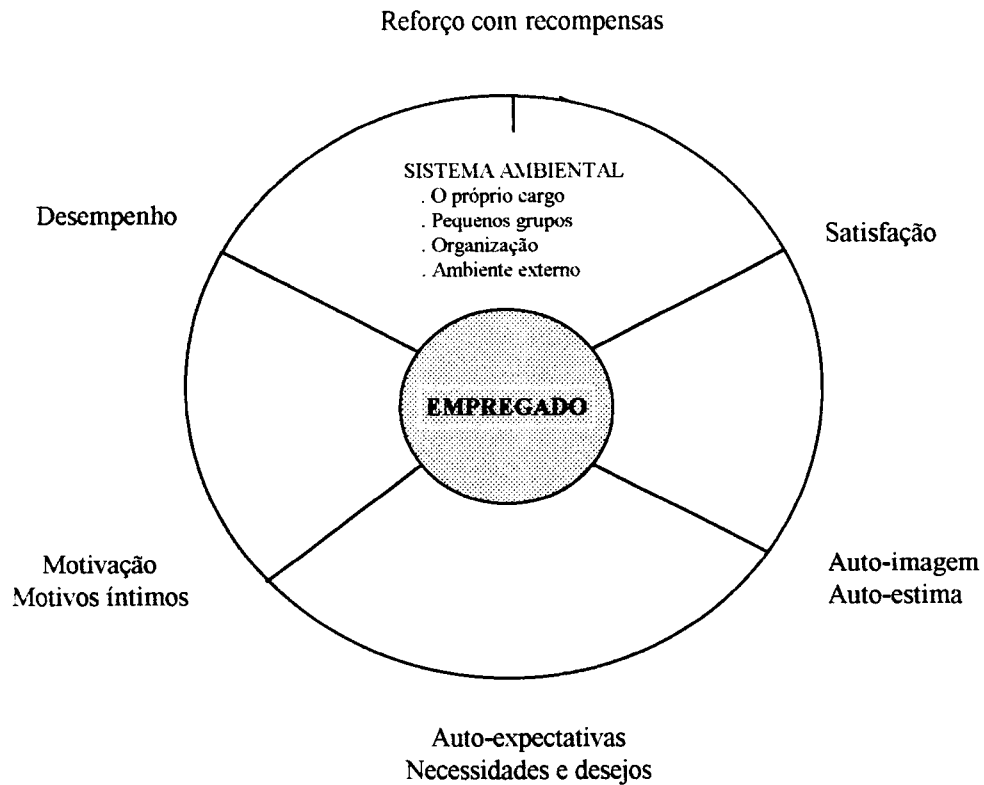 Reforço com recompensas
SISTEMA AMBIENTAL
. O próprio cargo
. Pequenos grupos
. Organização
. Ambiente externo
Desempenho
Satisfação
EMPREGADO
Motivação
Motivos íntimos
Auto-imagem
Auto-estima
Auto-expectativas
Necessidades e desejos